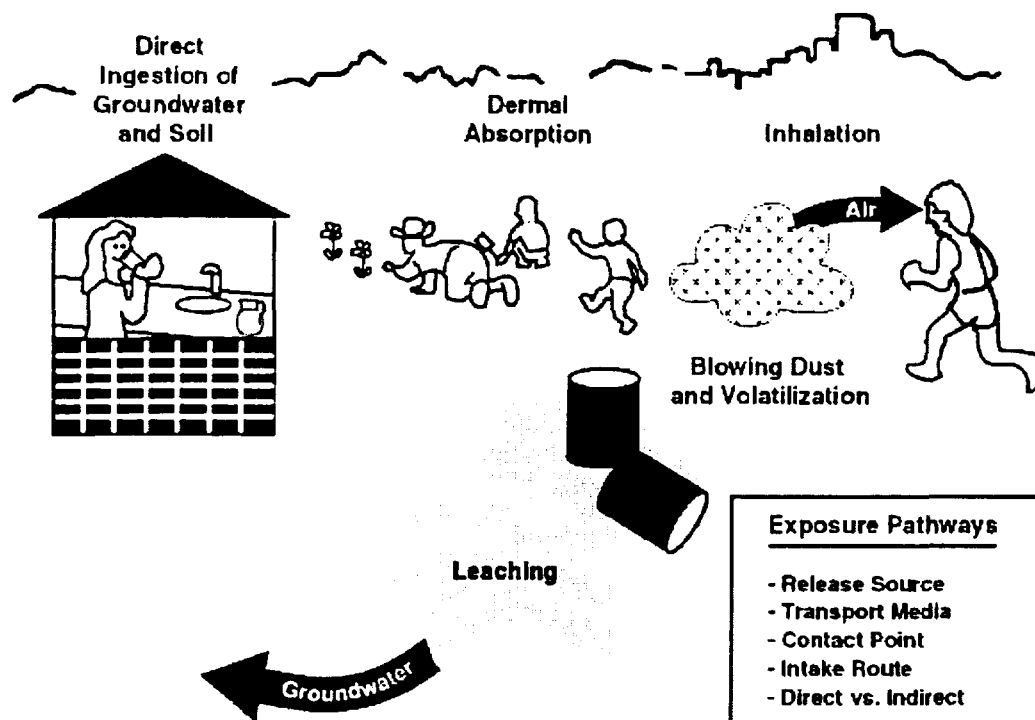 Direct
Ingestion of
Groundwater
and Soil
Dermal
Absorption
Inhalation
Air
Blowing Dust
and Volatilization
Leaching
Groundwater
Exposure Pathways
- Release Source
- Transport Media
- Contact Point
- Intake Route
- Direct vs. Indirect